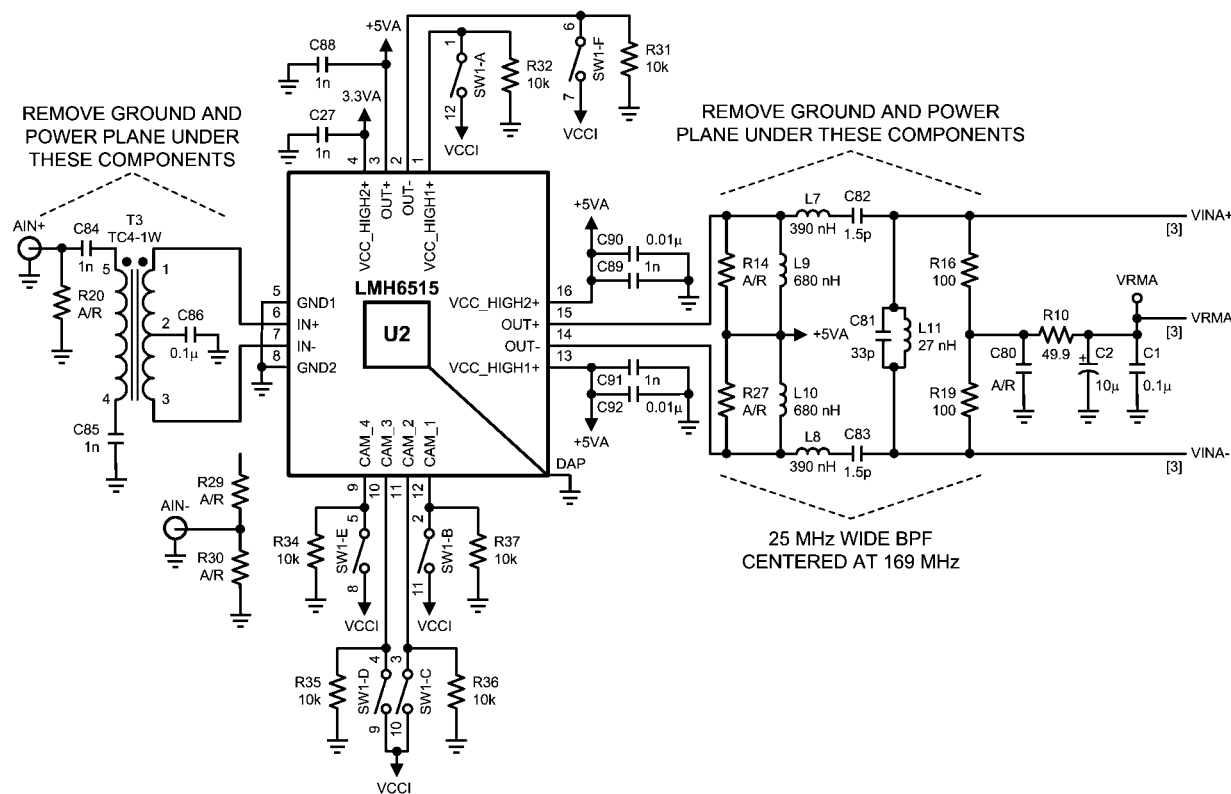 +5VA
C88
1n
3.3VA
C27
1n
4
3
2
1
1
SW1-A
12
VCCI
R32
10k
6
SW1-F
7
VCCI
R31
10k
REMOVE GROUND AND
POWER PLANE UNDER
THESE COMPONENTS
REMOVE GROUND AND POWER
PLANE UNDER THESE COMPONENTS
AIN+
C84
1n
T3
TC4-1W
5
1
2
4
3
R20
A/R
C86
0.1µ
C85
1n
VCC_HIGH2+
OUT+
OUT-
VCC_HIGH1+
LMH6515
U2
5
GND1
6
IN+
7
IN-
8
GND2
VCC_HIGH2+
16
OUT+
15
OUT-
14
VCC_HIGH1+
13
CAM_4
CAM_3
CAM_2
CAM_1
DAP
+5VA
C90
0.01µ
C89
1n
C91
1n
C92
0.01µ
+5VA
R14
A/R
R27
A/R
L7
390 nH
C82
1.5p
L9
680 nH
+5VA
L10
680 nH
L8
390 nH
C83
1.5p
C81
33p
L11
27 nH
R16
100
R19
100
C80
A/R
R10
49.9
+
C2
10µ
C1
0.1µ
VINA+
[3]
VRMA
VRMA
[3]
VINA-
[3]
25 MHz WIDE BPF
CENTERED AT 169 MHz
R29
A/R
AIN-
R30
A/R
9
10
11
12
R34
10k
5
SW1-E
8
VCCI
2
SW1-B
11
VCCI
R37
10k
R35
10k
4
SW1-D
9
3
SW1-C
10
R36
10k
VCCI